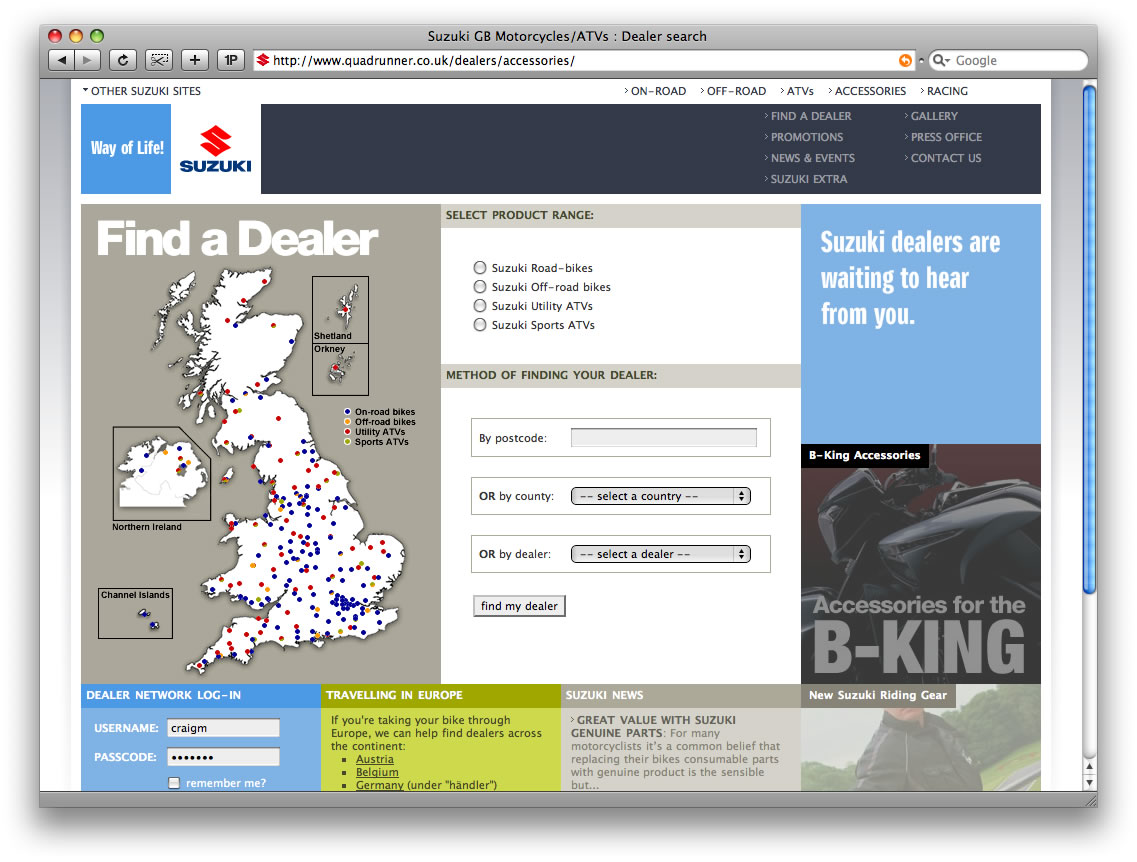 Suzuki GB Motorcycles/ATVs : Dealer search
1P
http://www.quadrunner.co.uk/dealers/accessories/
Google
OTHER SUZUKI SITES
ON-ROAD OFF-ROAD ATVs ACCESSORIES RACING
Way of Life!
SUZUKI
FIND A DEALER
GALLERY
PROMOTIONS
PRESS OFFICE
NEWS & EVENTS
CONTACT US
SUZUKI EXTRA
Find a Dealer
Shetland
Orkney
On-road bikes
Off-road bikes
Utility ATVs
Sports ATVs
Northern Ireland
Channel Islands
SELECT PRODUCT RANGE:
Suzuki Road-bikes
Suzuki Off-road bikes
Suzuki Utility ATVs
Suzuki Sports ATVs
METHOD OF FINDING YOUR DEALER:
By postcode:
OR by county: -- select a country --
OR by dealer: -- select a dealer --
find my dealer
Suzuki dealers are
waiting to hear
from you.
B-King Accessories
Accessories for the
B-KING
DEALER NETWORK LOG-IN
USERNAME: craigm
PASSCODE: •••••••
remember me?
TRAVELLING IN EUROPE
If you're taking your bike through
Europe, we can help find dealers across
the continent:
Austria
Belgium
Germany (under "händler")
SUZUKI NEWS
GREAT VALUE WITH SUZUKI
GENUINE PARTS: For many
motorcyclists it's a common belief that
replacing their bikes consumable parts
with genuine product is the sensible
but...
New Suzuki Riding Gear